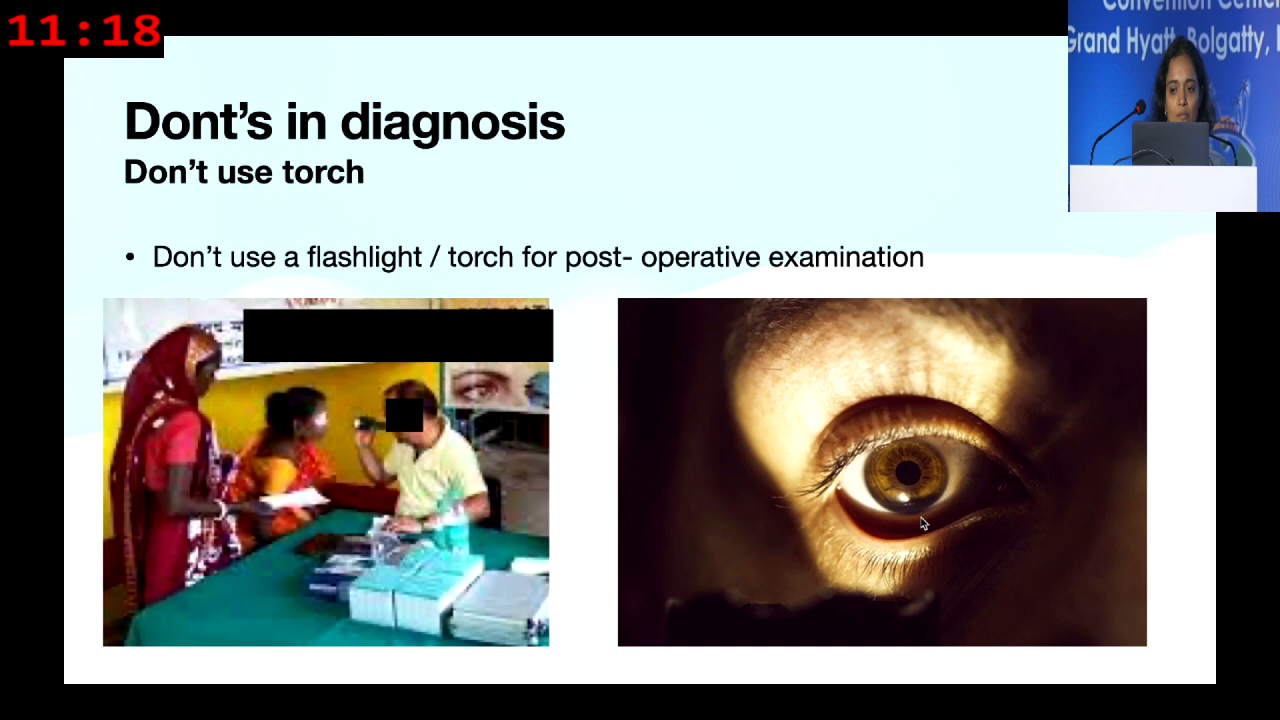 11:18
Convention Center
Grand Hyatt, Bolgatty,
Dont's in diagnosis
Don't use torch
• Don't use a flashlight / torch for post- operative examination